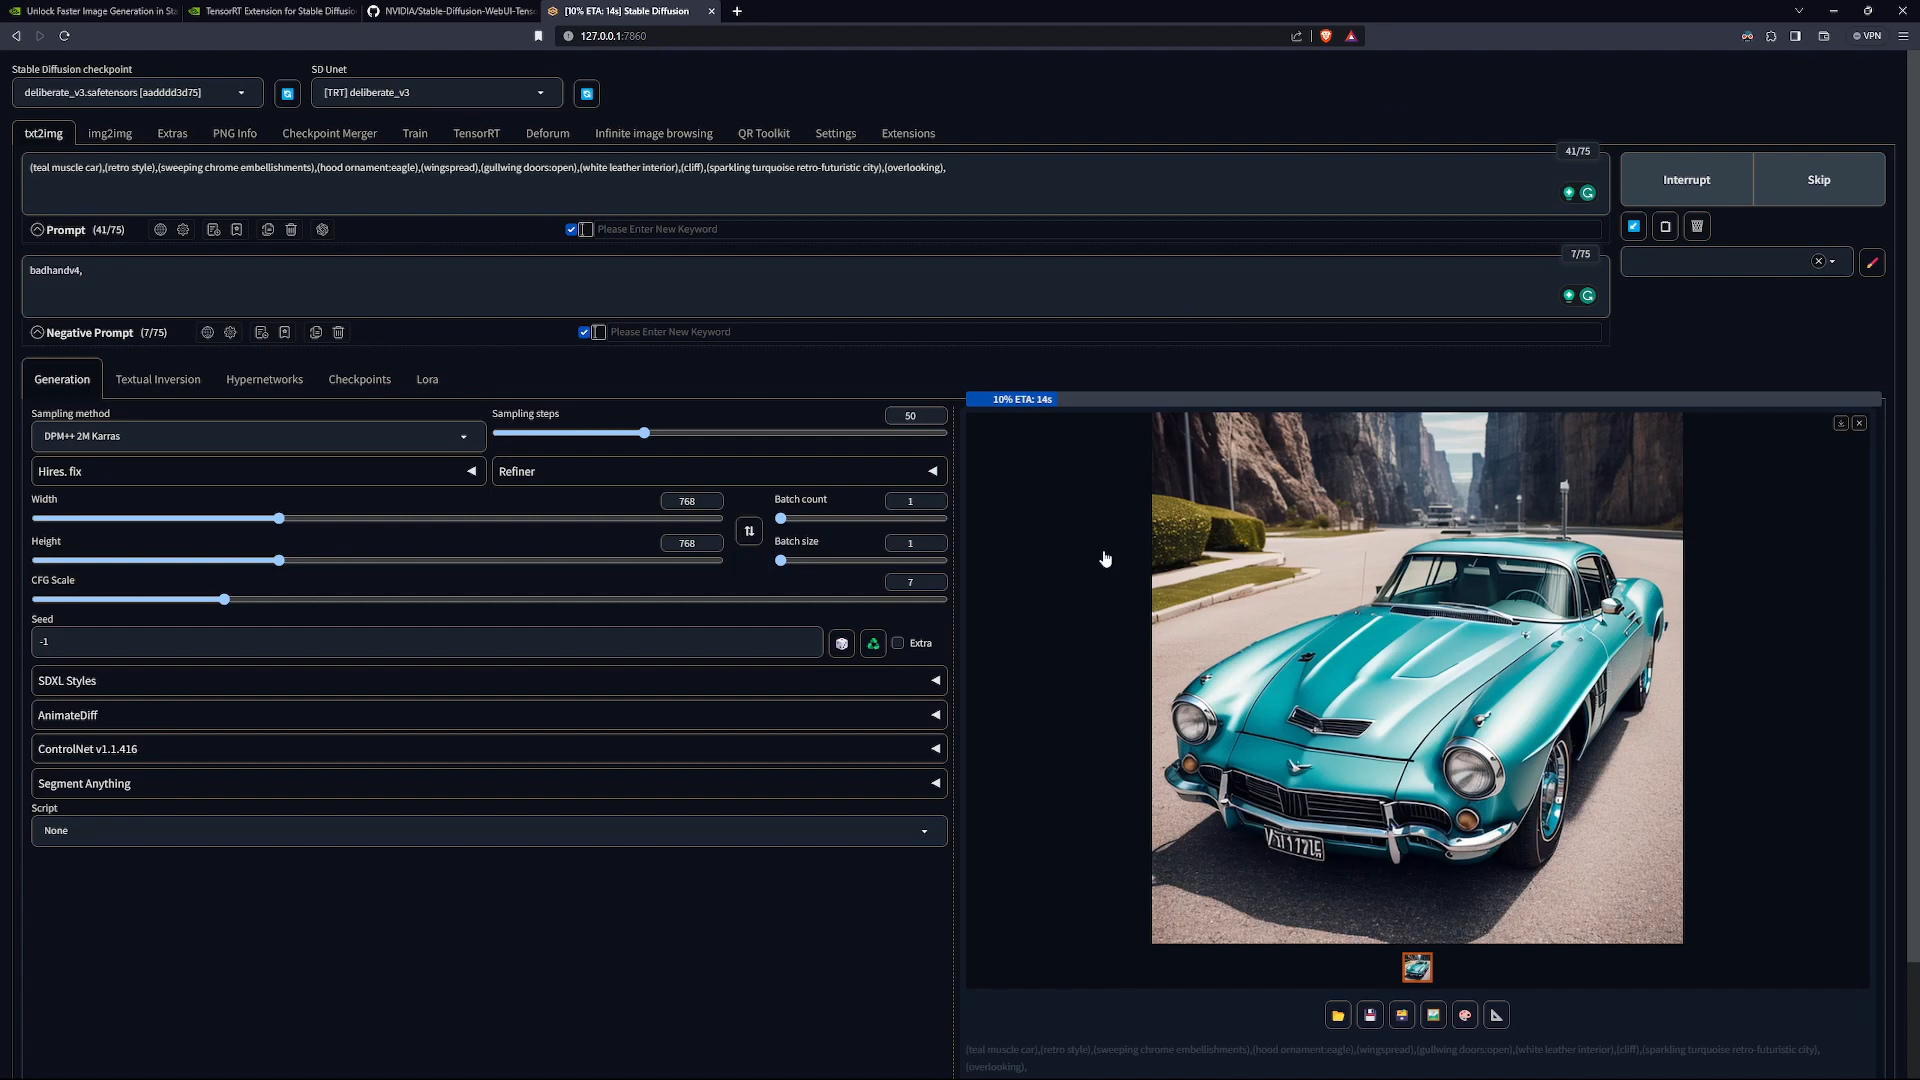 Unlock Faster Image Generation in Sta
TensorRT Extension for Stable Diffusio
NVIDIA/Stable-Diffusion-WebUI-Tenso
[10% ETA: 14s] Stable Diffusion
127.0.0.1:7860
VPN
Stable Diffusion checkpoint
SD Unet
deliberate_v3.safetensors [aadddd3d75]
[TRT] deliberate_v3
txt2img
img2img
Extras
PNG Info
Checkpoint Merger
Train
TensorRT
Deforum
Infinite image browsing
QR Toolkit
Settings
Extensions
41/75
(teal muscle car),(retro style),(sweeping chrome embellishments),(hood ornament:eagle),(wingspread),(gullwing doors:open),(white leather interior),(cliff),(sparkling turquoise retro-futuristic city),(overlooking),
Interrupt
Skip
Prompt (41/75)
Please Enter New Keyword
7/75
badhandv4,
Negative Prompt (7/75)
Please Enter New Keyword
Generation
Textual Inversion
Hypernetworks
Checkpoints
Lora
10% ETA: 14s
Sampling method
Sampling steps
50
DPM++ 2M Karras
Hires. fix
Refiner
Width
768
Batch count
1
Height
768
Batch size
1
CFG Scale
7
Seed
-1
Extra
SDXL Styles
AnimateDiff
ControlNet v1.1.416
Segment Anything
Script
None
(teal muscle car),(retro style),(sweeping chrome embellishments),(hood ornament:eagle),(wingspread),(gullwing doors:open),(white leather interior),(cliff),(sparkling turquoise retro-futuristic city),
(overlooking),